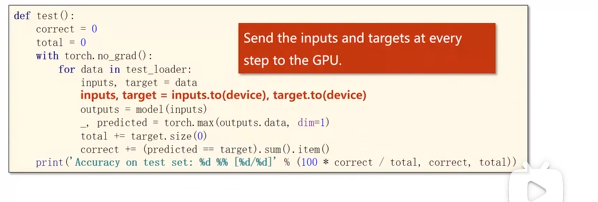 def test():
correct = 0
total = 0
with torch.no_grad():
for data in test_loader:
inputs, target = data
inputs, target = inputs.to(device), target.to(device)
outputs = model(inputs)
_, predicted = torch.max(outputs.data, dim=1)
total += target.size(0)
correct += (predicted == target).sum().item()
print('Accuracy on test set: %d %% [%d/%d]' % (100 * correct / total, correct, total))
Send the inputs and targets at every
step to the GPU.